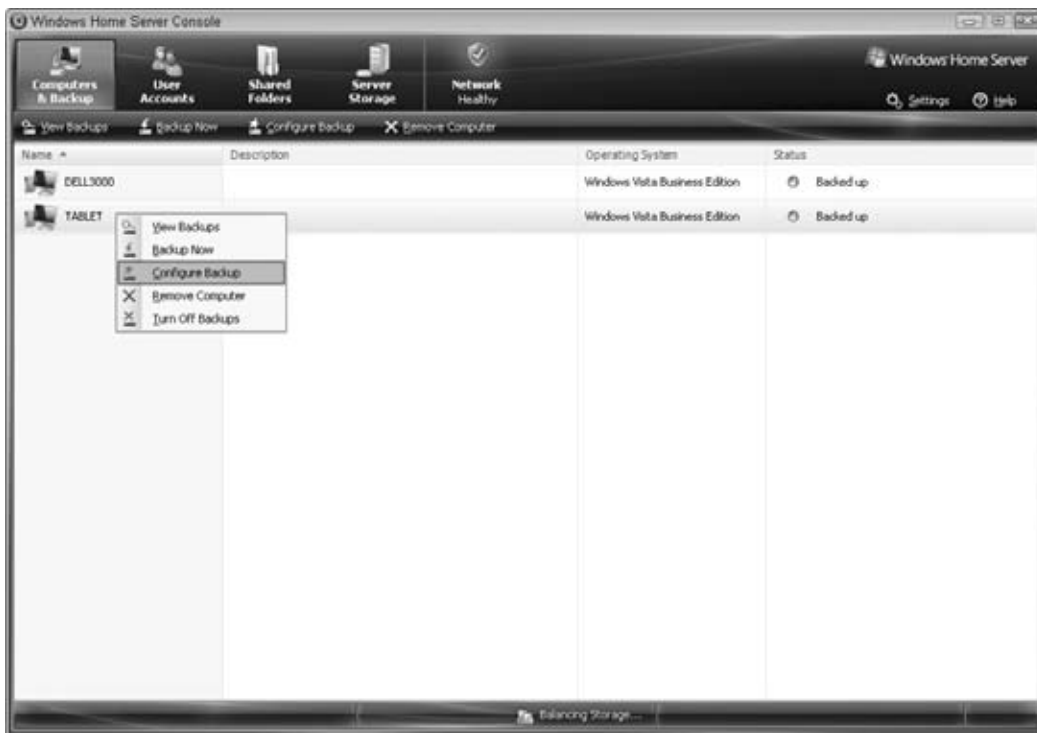 Windows Home Server Console
Computers & Backup
User Accounts
Shared Folders
Server Storage
Network Healthy
Windows Home Server
Settings Help
View Backups Backup Now Configure Backup Remove Computer
Name Description Operating System Status
DELL3000 Windows Vista Business Edition Backed up
TABLET Windows Vista Business Edition Backed up
View Backups
Backup Now
Configure Backup
Remove Computer
Turn Off Backups
Balancing Storage...